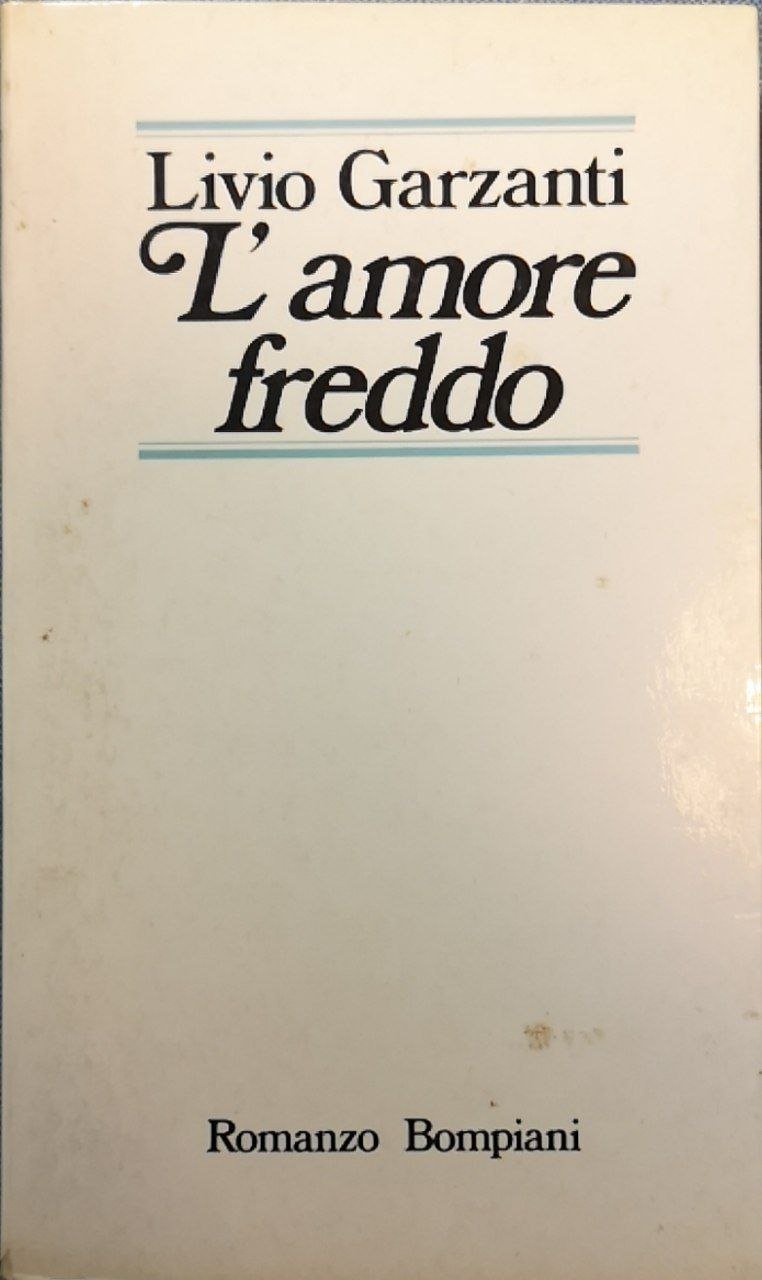 Livio Garzanti
L'amore
freddo
Romanzo Bompiani